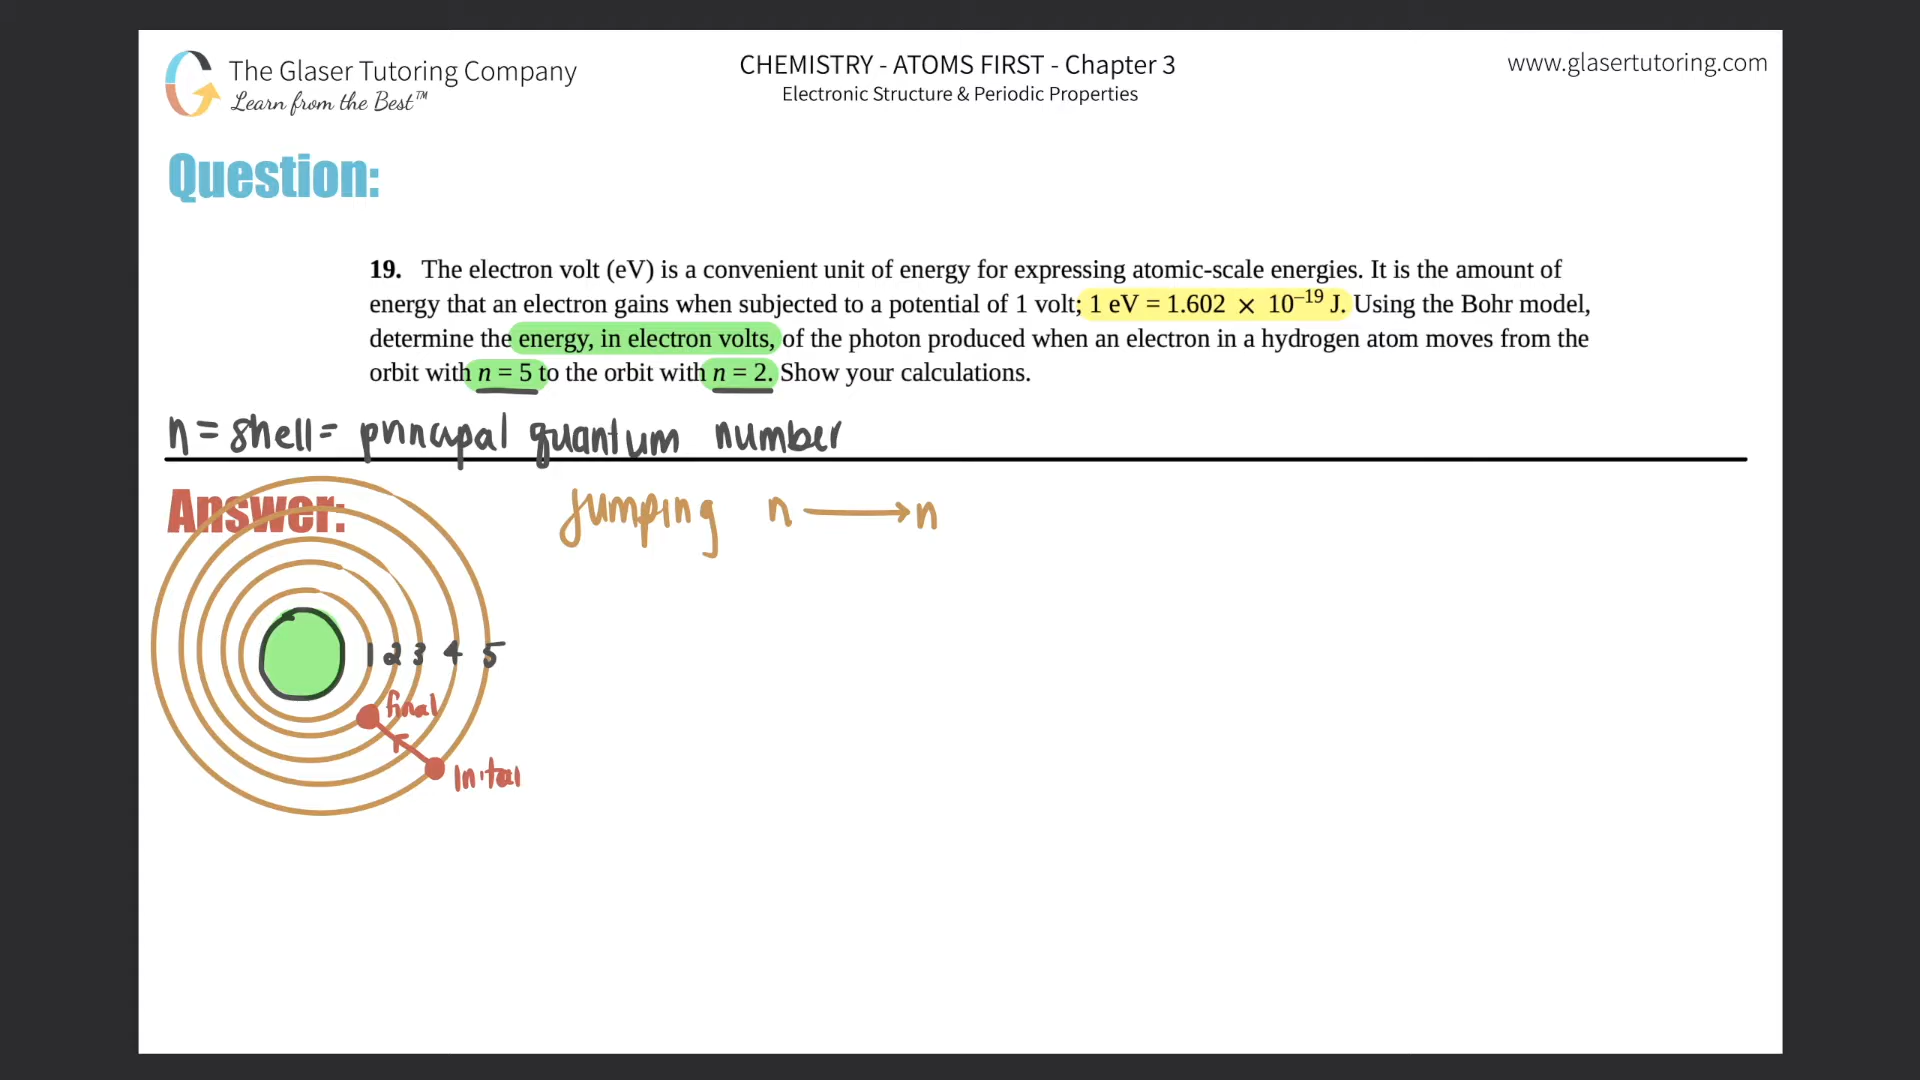 The Glaser Tutoring Company
Learn from the Best™
CHEMISTRY - ATOMS FIRST - Chapter 3
Electronic Structure & Periodic Properties
www.glasertutoring.com
Question:
19. The electron volt (eV) is a convenient unit of energy for expressing atomic-scale energies. It is the amount of
energy that an electron gains when subjected to a potential of 1 volt; 1 eV = 1.602 × 10⁻¹⁹ J. Using the Bohr model,
determine the energy, in electron volts, of the photon produced when an electron in a hydrogen atom moves from the
orbit with n = 5 to the orbit with n = 2. Show your calculations.
n = shell = principal quantum number
Answer:
Jumping n → n
1 2 3 4 5
final
Initial